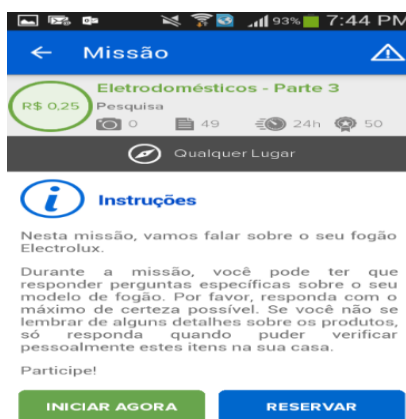 93% 7:44 PM
Missão
Eletrodomésticos - Parte 3
R$ 0,25
Pesquisa
0 49 24h 50
Qualquer Lugar
i Instruções
Nesta missão, vamos falar sobre o seu fogão
Electrolux.
Durante a missão, você pode ter que
responder perguntas específicas sobre o seu
modelo de fogão. Por favor, responda com o
máximo de certeza possível. Se você não se
lembrar de alguns detalhes sobre os produtos,
só responda quando puder verificar
pessoalmente estes itens na sua casa.
Participe!
INICIAR AGORA RESERVAR